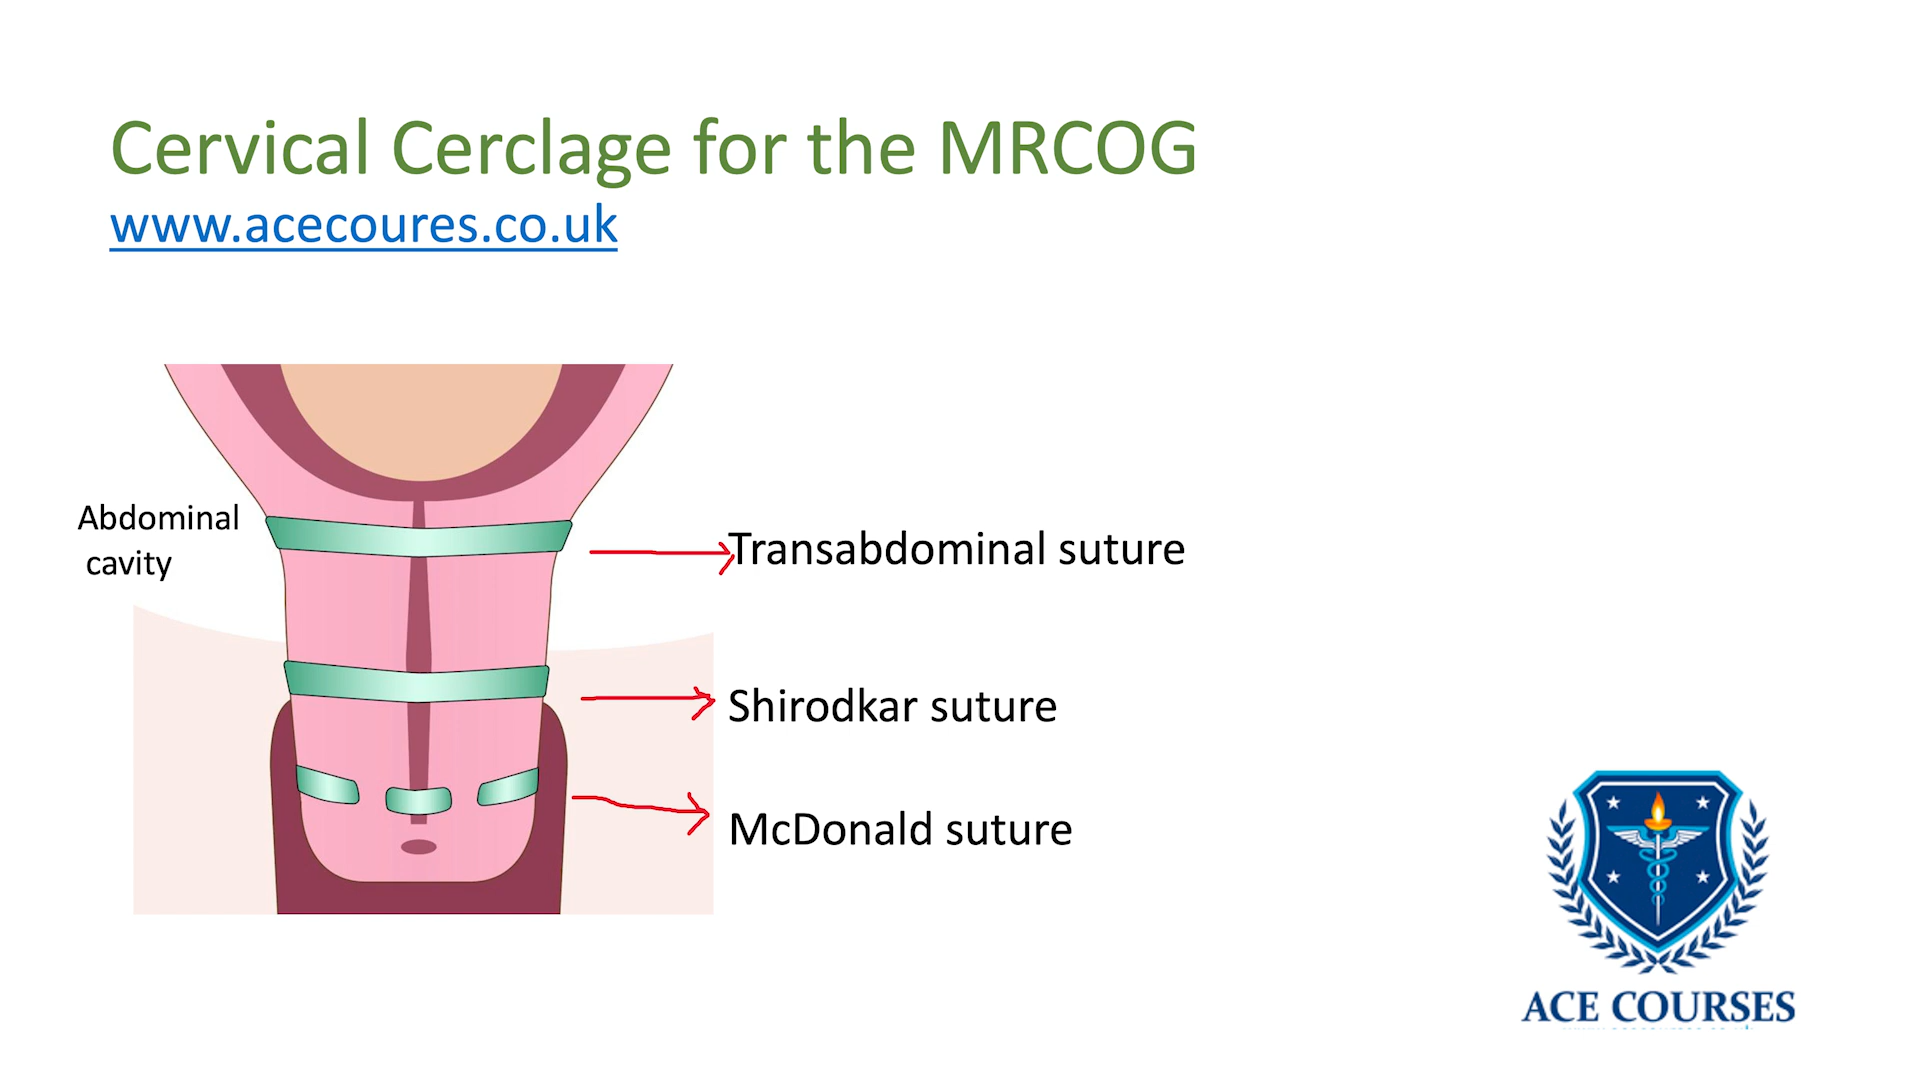 Cervical Cerclage for the MRCOG
www.acecoures.co.uk
Abdominal
cavity
Transabdominal suture
Shirodkar suture
McDonald suture
ACE COURSES